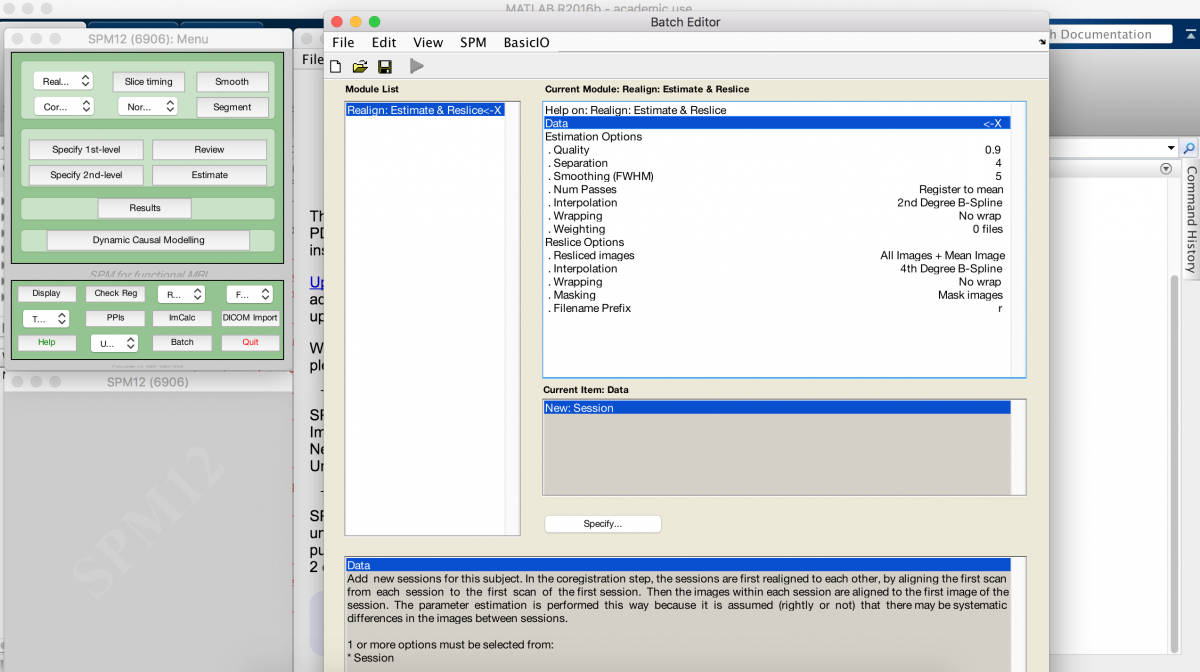 MATLAB R2016b - academic use
Batch Editor
File Edit View SPM BasicIO
SPM12 (6906): Menu
Real...
Slice timing
Smooth
Cor...
Nor...
Segment
Specify 1st-level
Review
Specify 2nd-level
Estimate
Results
Dynamic Causal Modelling
SPM for functional MRI
Display
Check Reg
R...
F...
T...
PPIs
ImCalc
DICOM Import
Help
U...
Batch
Quit
SPM12 (6906)
SPM12
File
Th
PD
ins
Up
ad
up
W
ple
SP
Im
Ne
Un
SP
un
pu
2
Module List
Realign: Estimate & Reslice<-X
Current Module: Realign: Estimate & Reslice
Help on: Realign: Estimate & Reslice
Data <-X
Estimation Options
. Quality 0.9
. Separation 4
. Smoothing (FWHM) 5
. Num Passes Register to mean
. Interpolation 2nd Degree B-Spline
. Wrapping No wrap
. Weighting 0 files
Reslice Options
. Resliced images All Images + Mean Image
. Interpolation 4th Degree B-Spline
. Wrapping No wrap
. Masking Mask images
. Filename Prefix r
Current Item: Data
New: Session
Specify...
Data
Add new sessions for this subject. In the coregistration step, the sessions are first realigned to each other, by aligning the first scan
from each session to the first scan of the first session. Then the images within each session are aligned to the first image of the
session. The parameter estimation is performed this way because it is assumed (rightly or not) that there may be systematic
differences in the images between sessions.
1 or more options must be selected from:
* Session
h Documentation
Command History